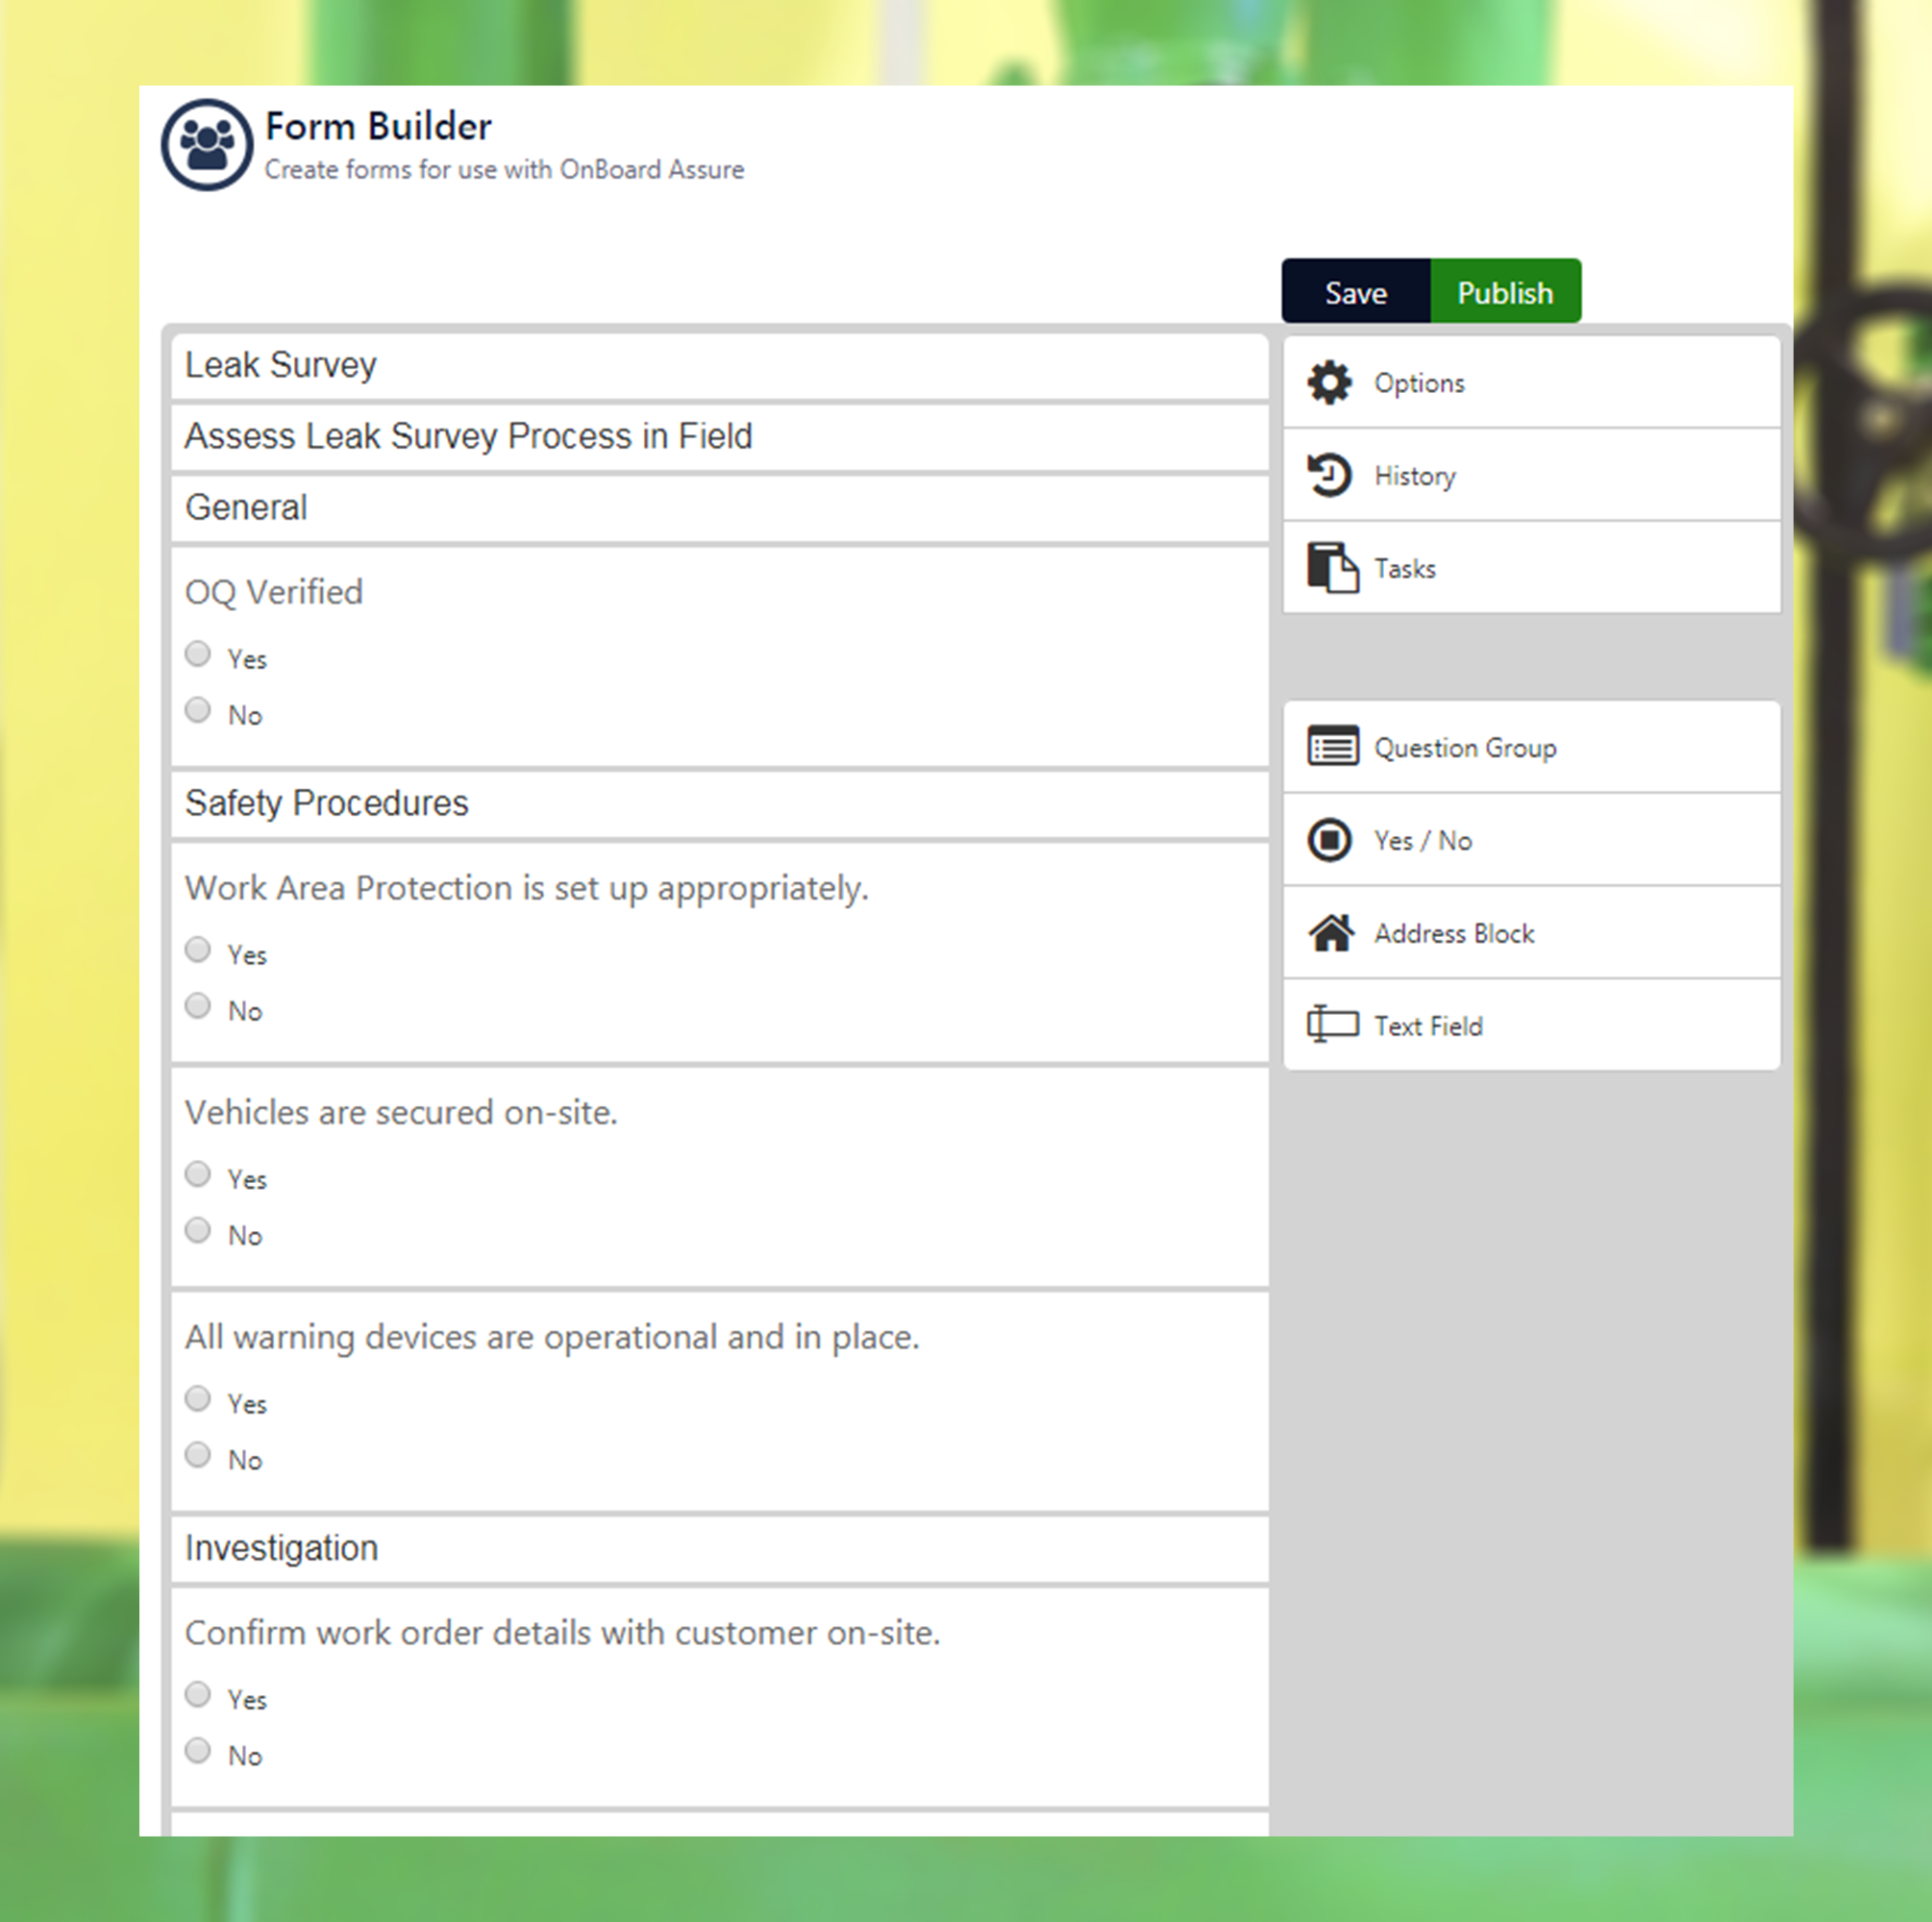 Form Builder
Create forms for use with OnBoard Assure
Save
Publish
Leak Survey
Assess Leak Survey Process in Field
General
OQ Verified
Yes
No
Safety Procedures
Work Area Protection is set up appropriately.
Yes
No
Vehicles are secured on-site.
Yes
No
All warning devices are operational and in place.
Yes
No
Investigation
Confirm work order details with customer on-site.
Yes
No
Options
History
Tasks
Question Group
Yes / No
Address Block
Text Field